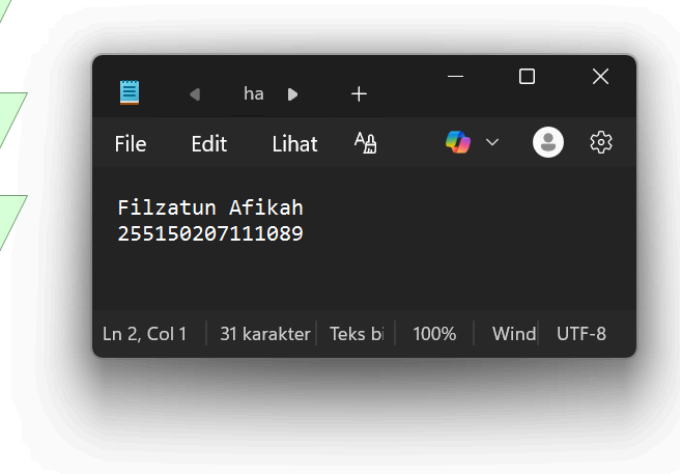 ha
File Edit Lihat
Filzatun Afikah
255150207111089
Ln 2, Col 1 31 karakter Teks bi 100% Wind UTF-8